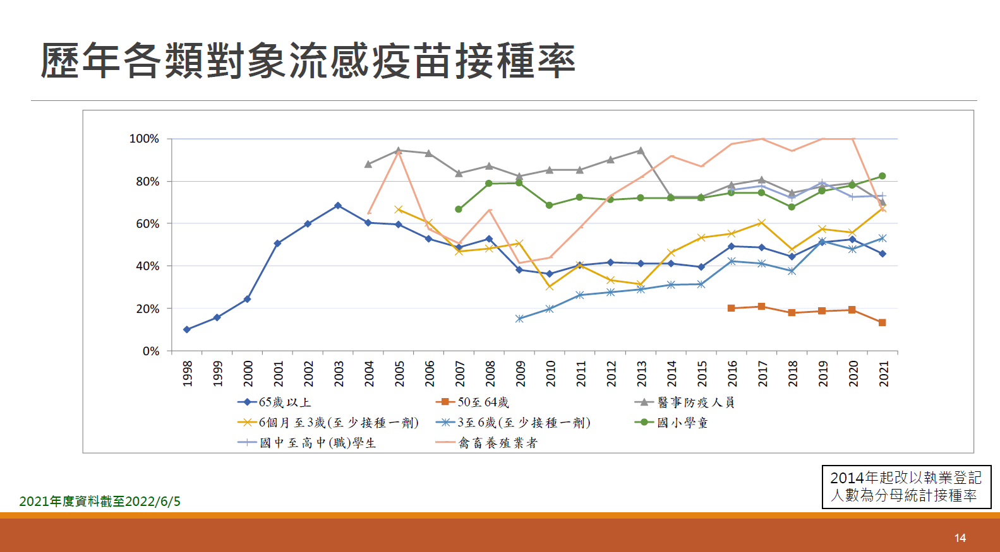 歷年各類對象流感疫苗接種率
100%
80%
60%
40%
20%
0%
1998 1999 2000 2001 2002 2003 2004 2005 2006 2007 2008 2009 2010 2011 2012 2013 2014 2015 2016 2017 2018 2019 2020 2021
65歲以上 50至64歲 醫事防疫人員
6個月至3歲(至少接種一劑) 3至6歲(至少接種一劑) 國小學童
國中至高中(職)學生 禽畜養殖業者
2014年起改以執業登記
人數為分母統計接種率
2021年度資料截至2022/6/5
14